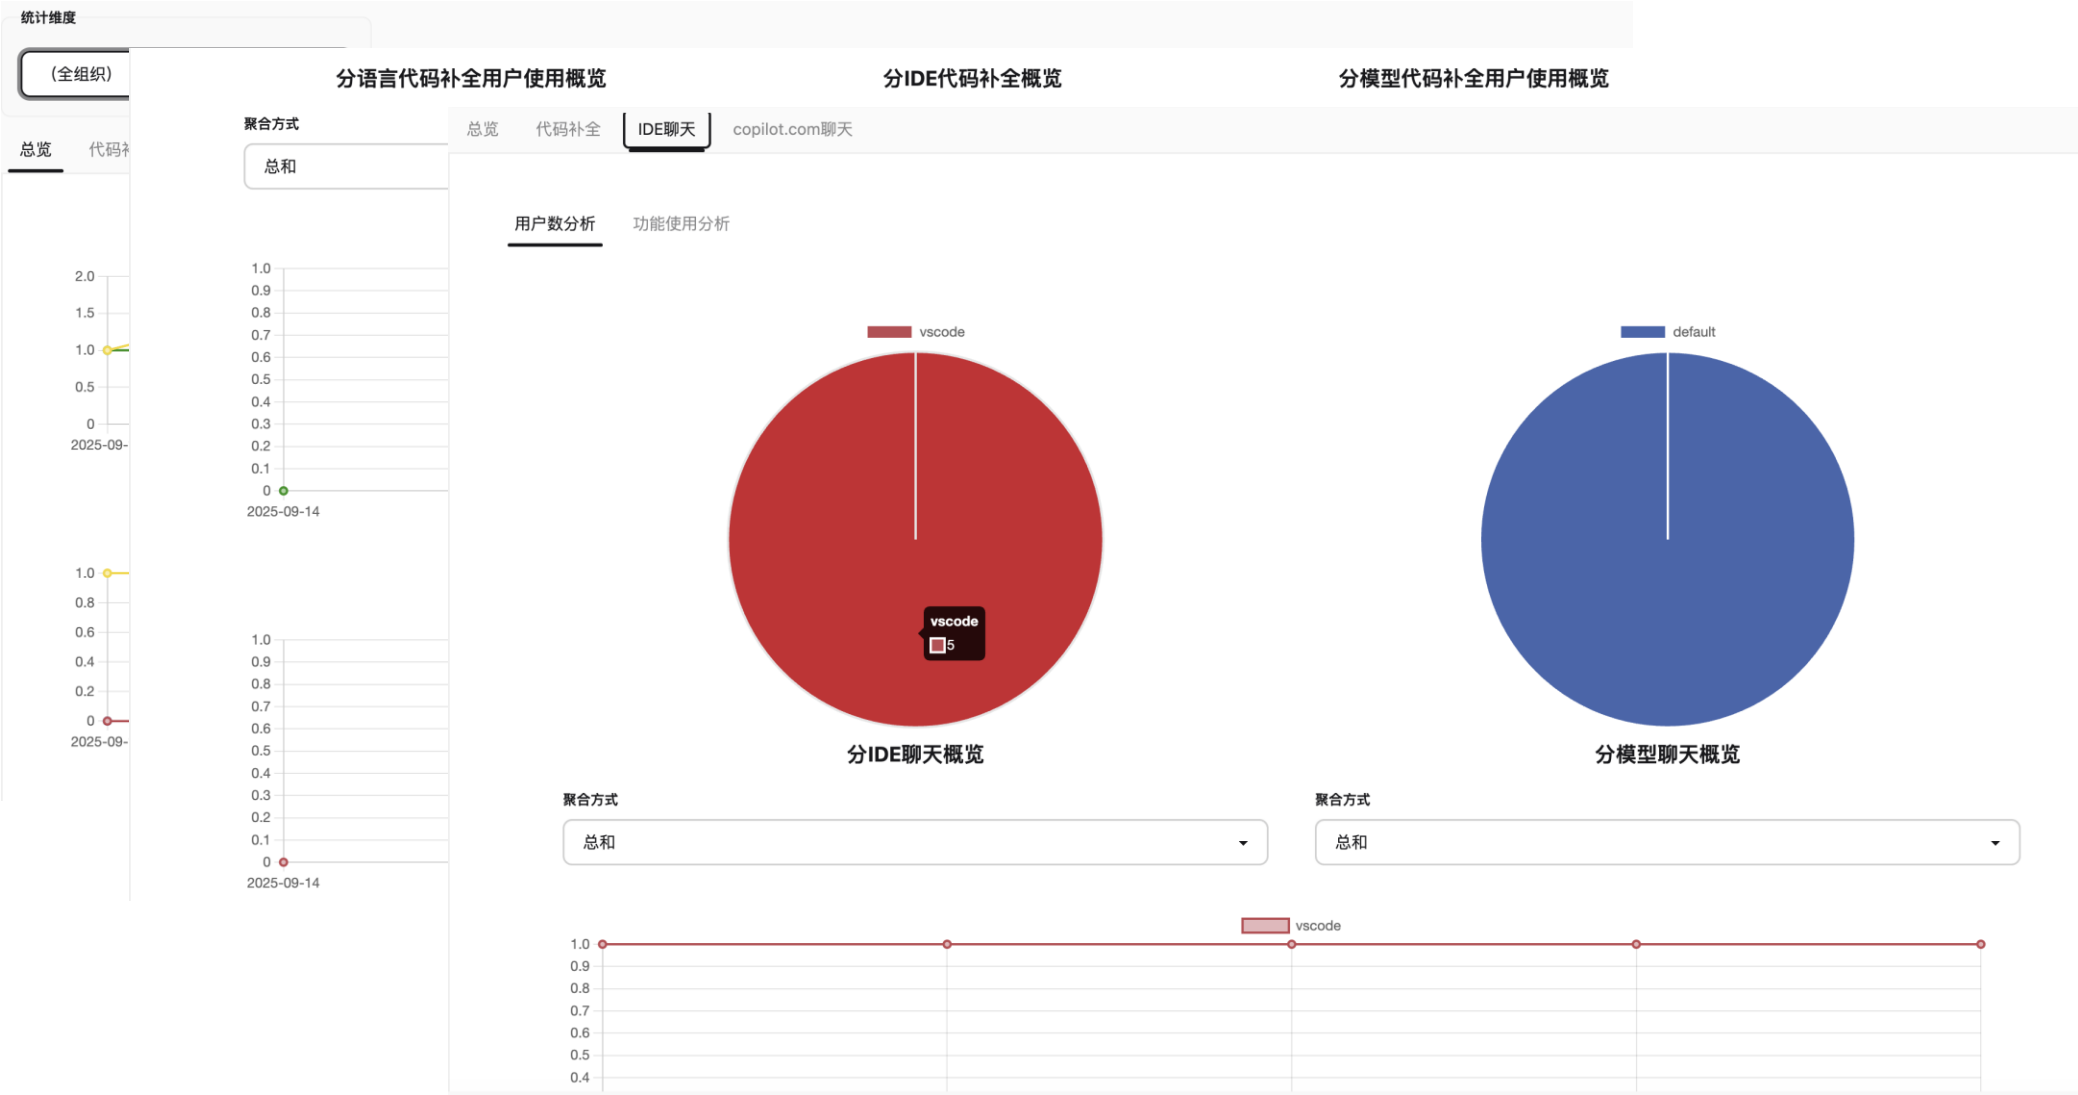 统计维度
(全组织)
总览
代码补
2.0
1.5
1.0
0.5
0
2025-09-
1.0
0.8
0.6
0.4
0.2
0
2025-09-
分语言代码补全用户使用概览
分IDE代码补全概览
分模型代码补全用户使用概览
聚合方式
总和
1.0
0.9
0.8
0.7
0.6
0.5
0.4
0.3
0.2
0.1
0
2025-09-14
1.0
0.9
0.8
0.7
0.6
0.5
0.4
0.3
0.2
0.1
0
2025-09-14
总览
代码补全
IDE聊天
copilot.com聊天
用户数分析
功能使用分析
vscode
vscode
5
分IDE聊天概览
default
分模型聊天概览
聚合方式
总和
聚合方式
总和
vscode
1.0
0.9
0.8
0.7
0.6
0.5
0.4